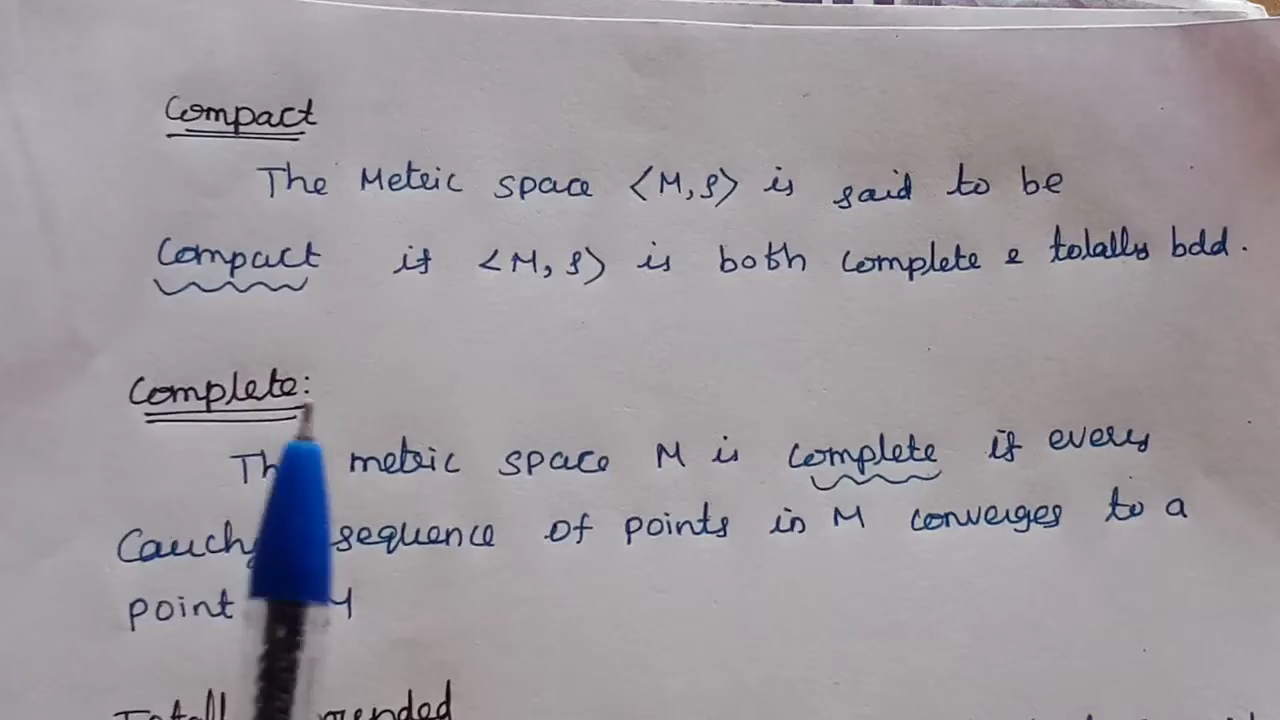 Compact
The Metric space <M, ρ> is said to be
Compact if <M, ρ> is both complete & totally bdd.
Complete:
metric space M is complete if every
sequence of points in M converges to a
point